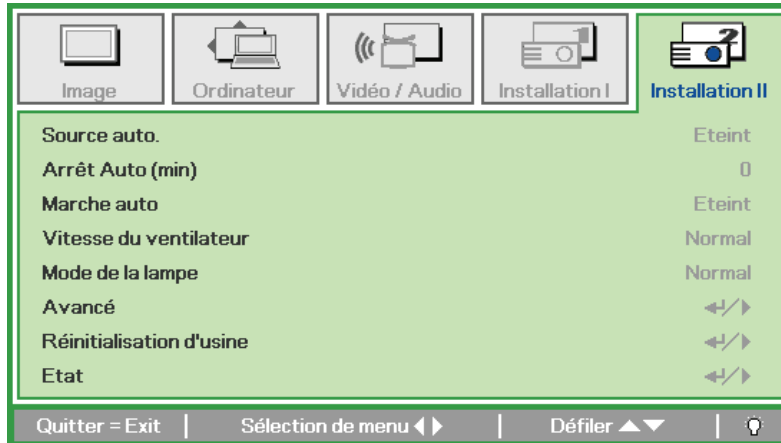 Image Ordinateur Vidéo / Audio Installation I Installation II
Source auto. Eteint
Arrêt Auto (min) 0
Marche auto Eteint
Vitesse du ventilateur Normal
Mode de la lampe Normal
Avancé ↵/▶
Réinitialisation d'usine ↵/▶
Etat ↵/▶
Quitter = Exit | Sélection de menu ◀▶ | Défiler ▲▼ |